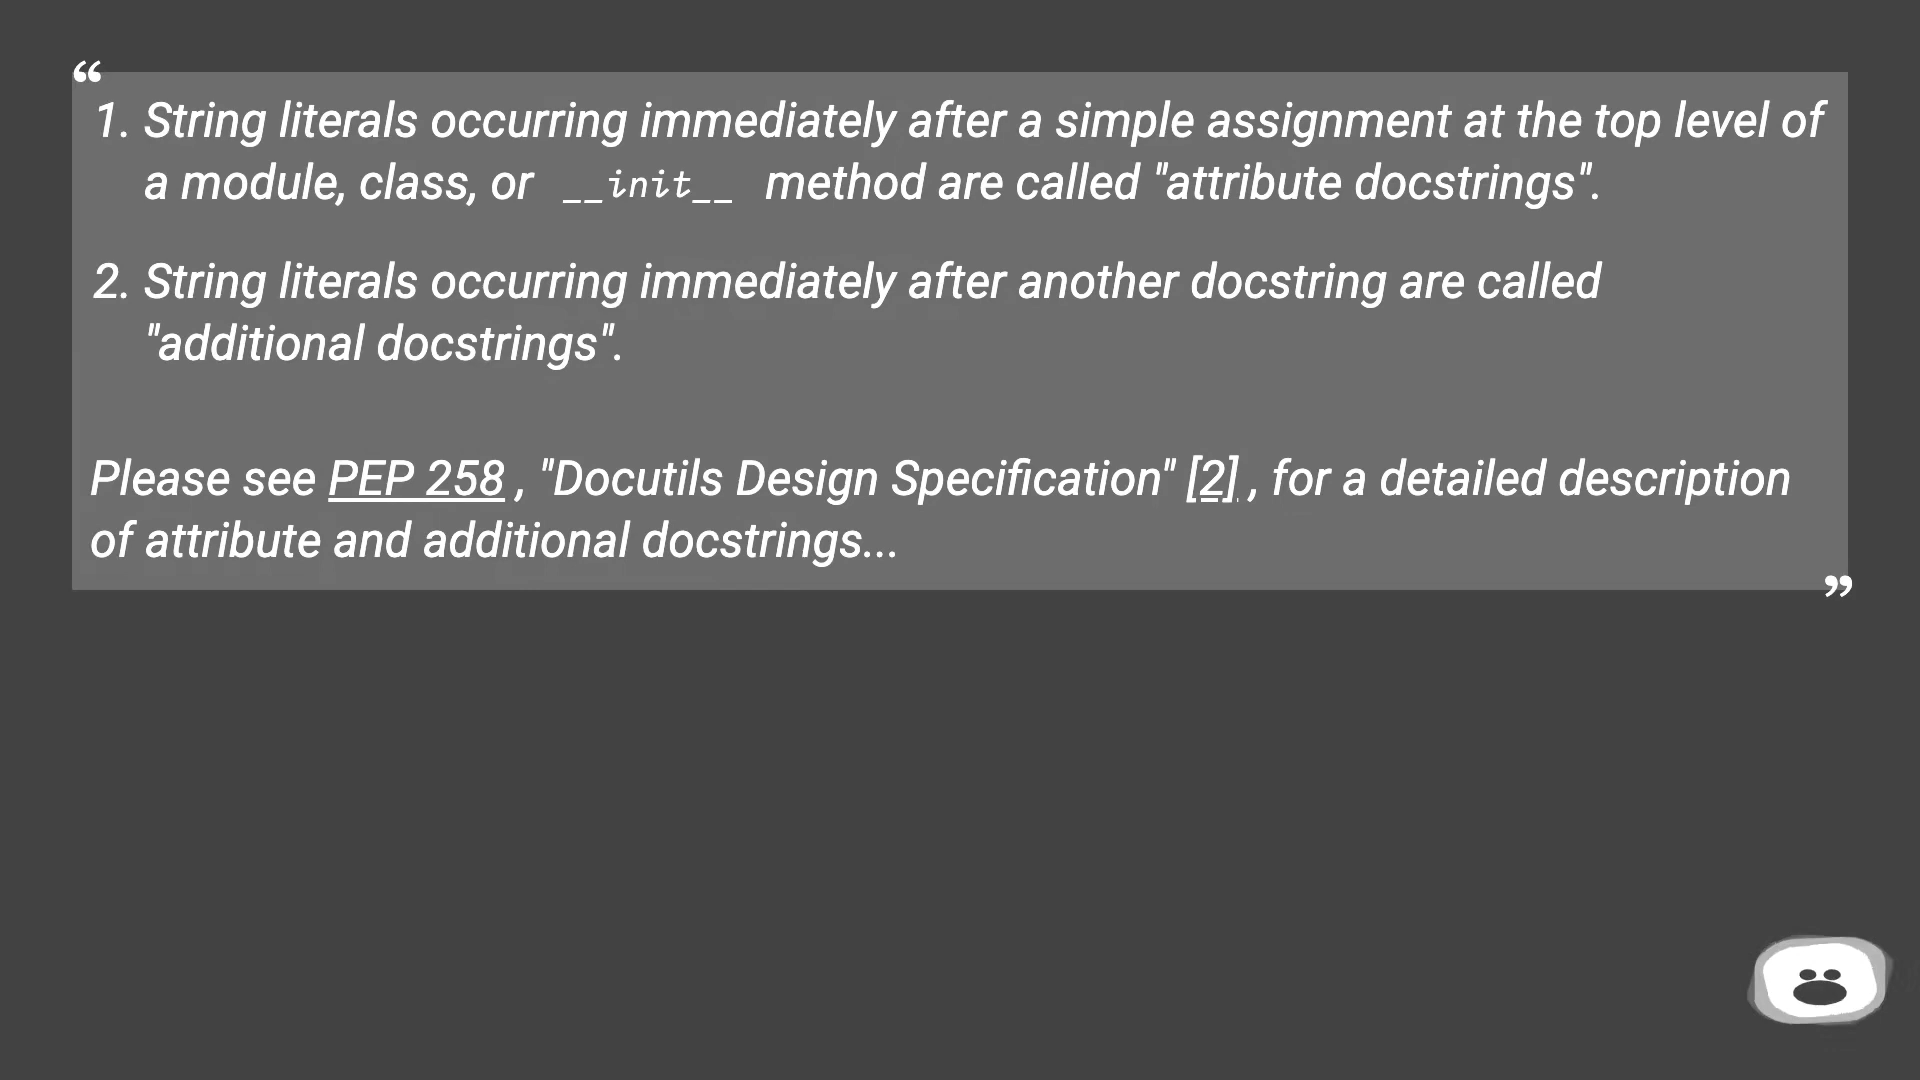 “
1. String literals occurring immediately after a simple assignment at the top level of
a module, class, or __init__ method are called "attribute docstrings".
2. String literals occurring immediately after another docstring are called
"additional docstrings".
Please see PEP 258 , "Docutils Design Specification" [2] , for a detailed description
of attribute and additional docstrings...
”